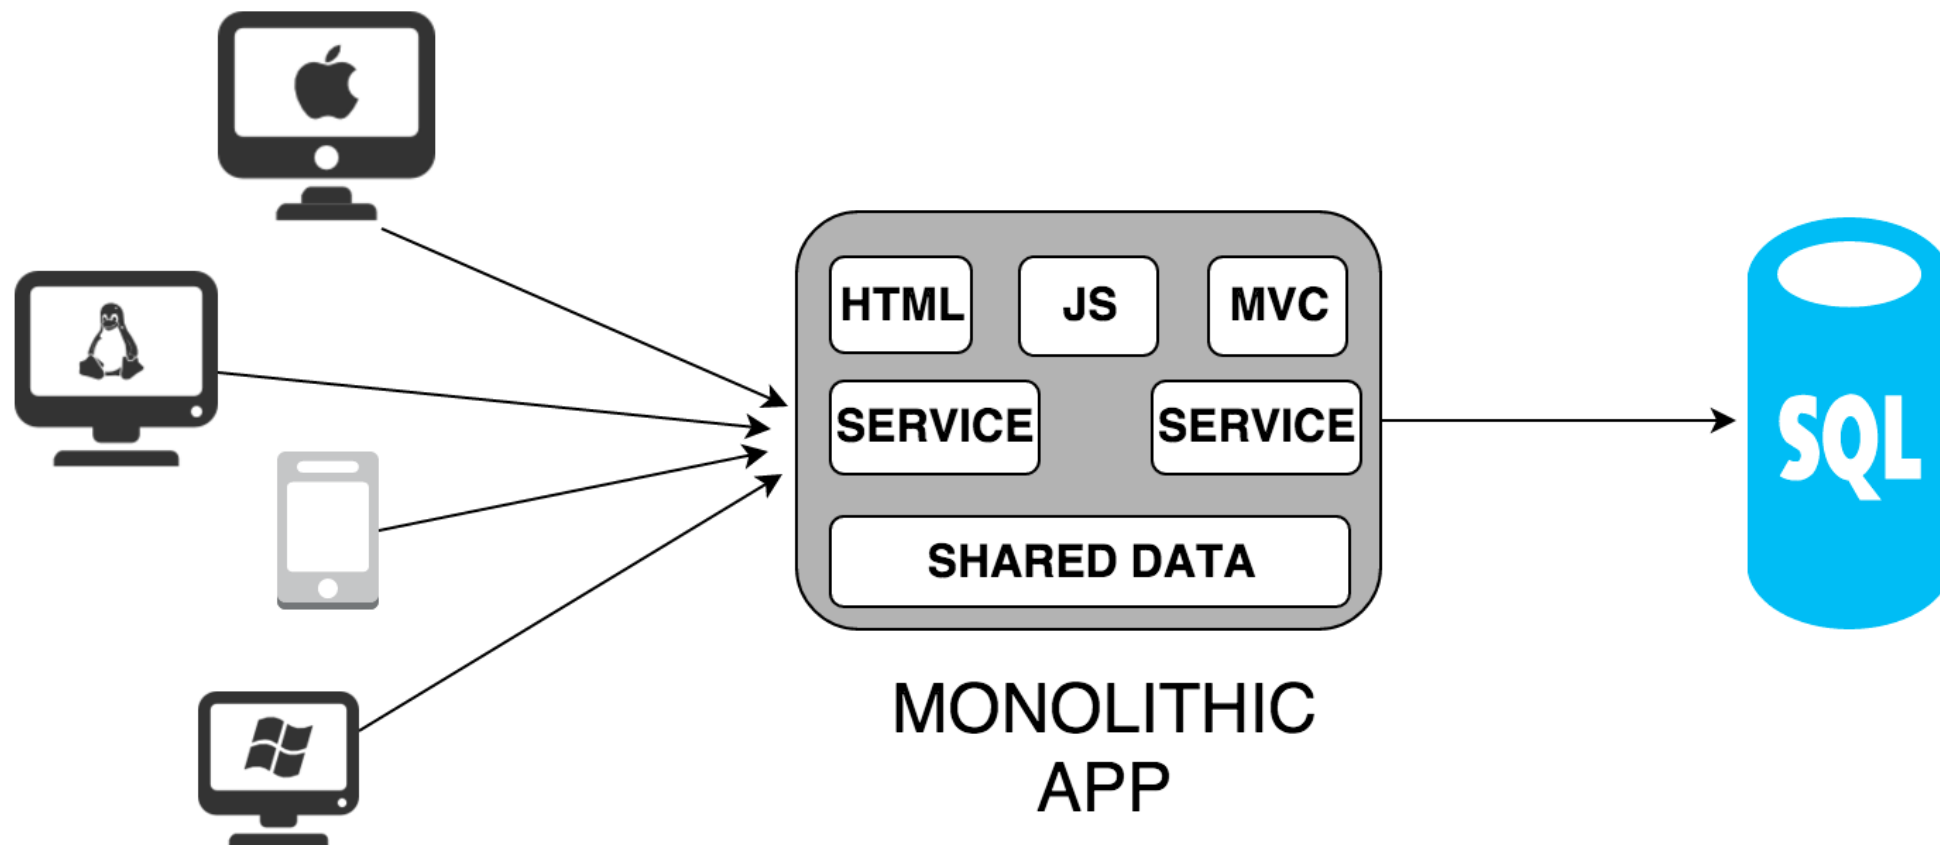 HTML
JS
MVC
SERVICE
SERVICE
SHARED DATA
SQL
MONOLITHIC
APP